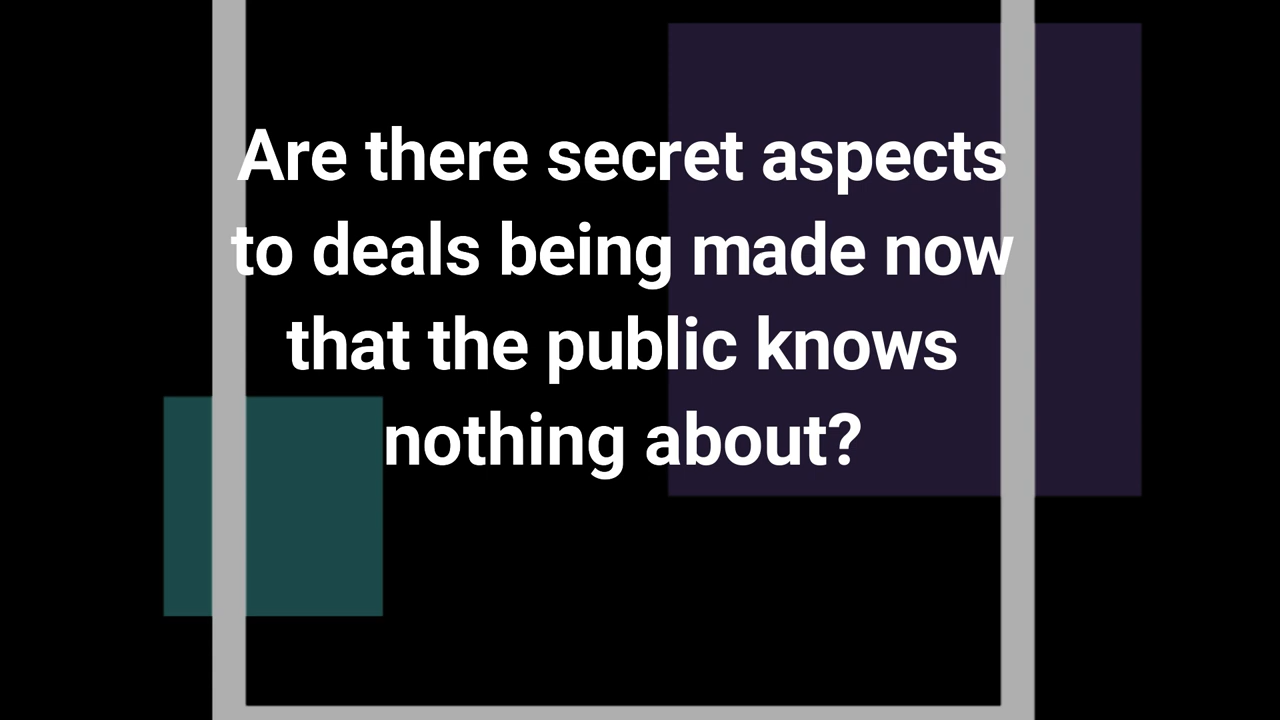 Are there secret aspects
to deals being made now
that the public knows
nothing about?